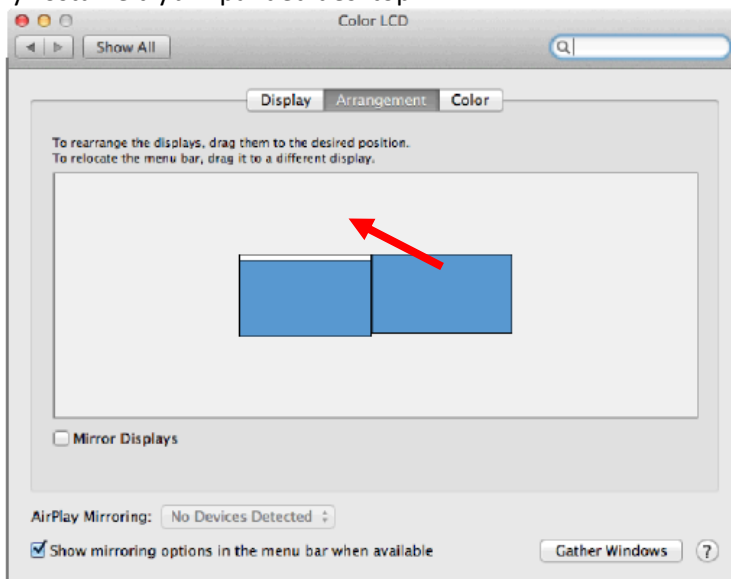 Color LCD
Show All
Display Arrangement Color
To rearrange the displays, drag them to the desired position.
To relocate the menu bar, drag it to a different display.
Mirror Displays
AirPlay Mirroring: No Devices Detected
Show mirroring options in the menu bar when available
Gather Windows ?